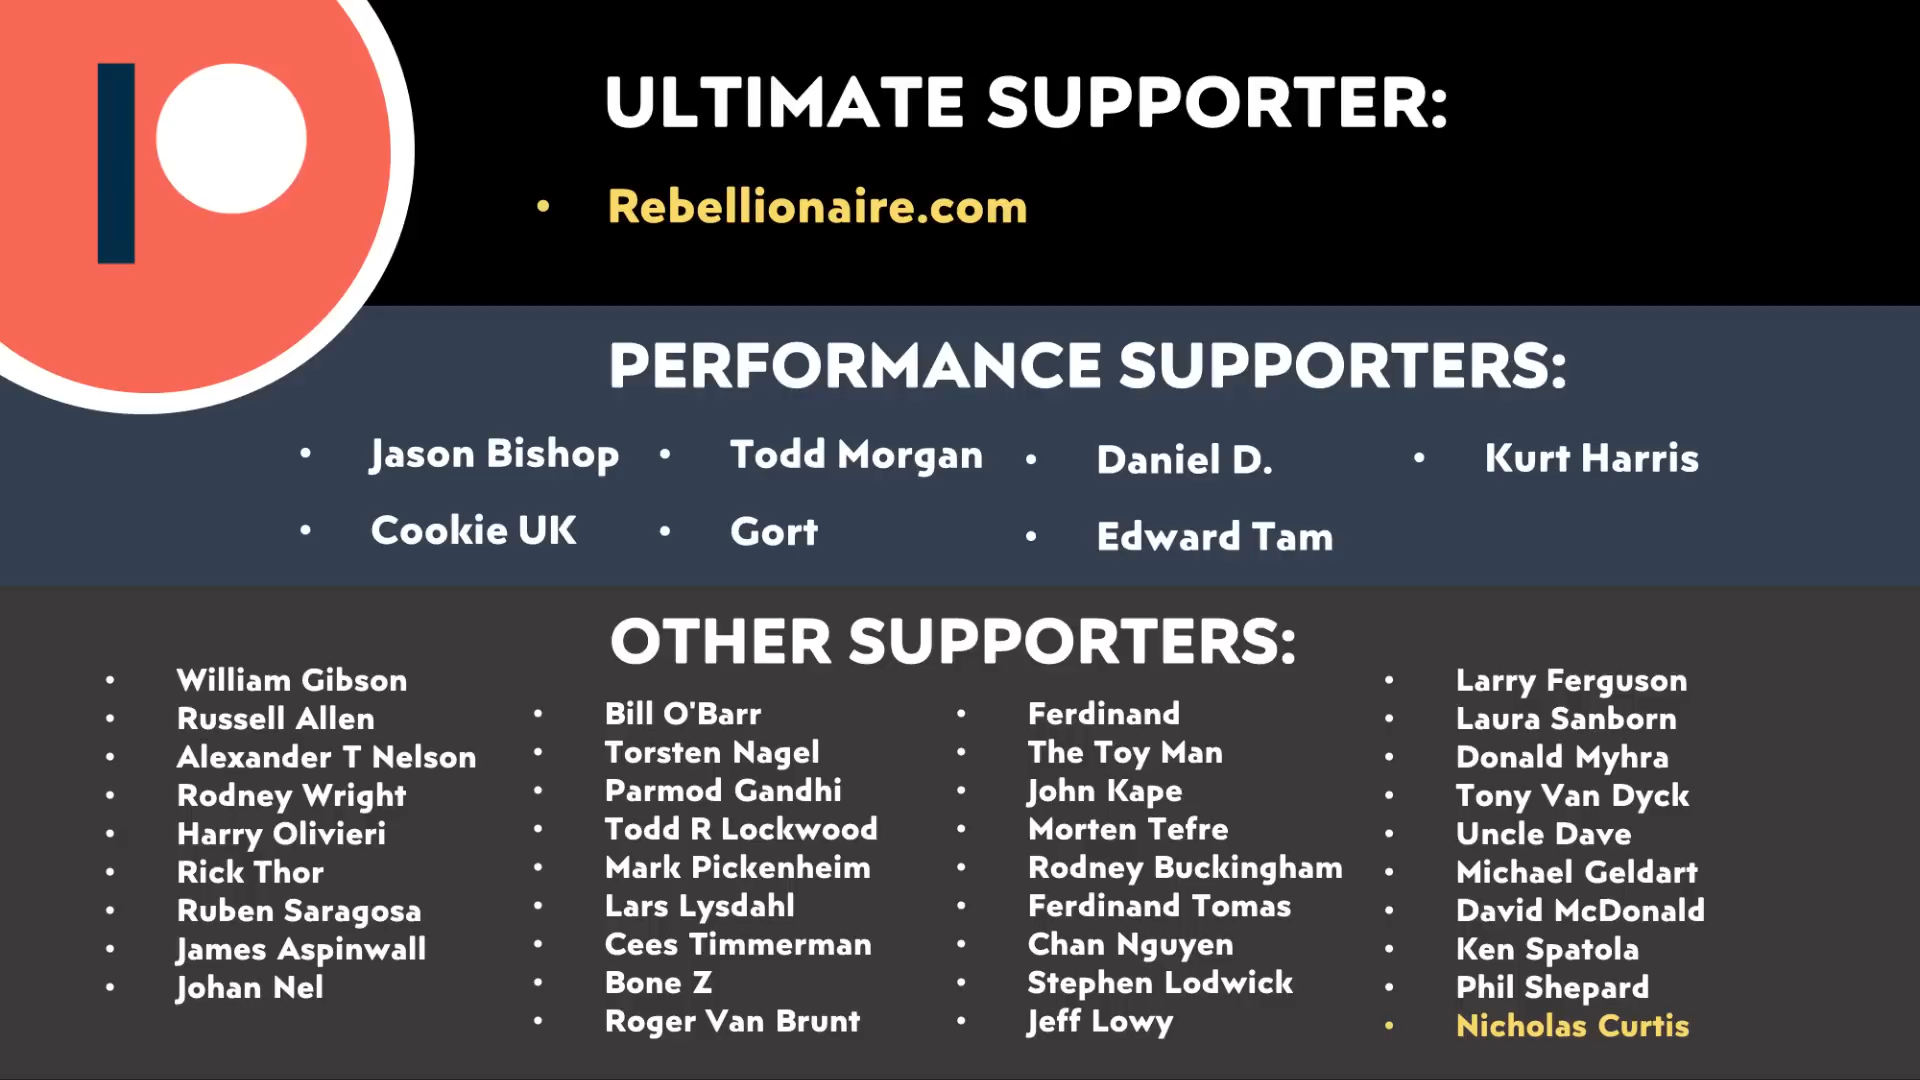 ULTIMATE SUPPORTER:
• Rebellionaire.com
PERFORMANCE SUPPORTERS:
• Jason Bishop
• Cookie UK
• Todd Morgan
• Gort
• Daniel D.
• Edward Tam
• Kurt Harris
OTHER SUPPORTERS:
• William Gibson
• Russell Allen
• Alexander T Nelson
• Rodney Wright
• Harry Olivieri
• Rick Thor
• Ruben Saragosa
• James Aspinwall
• Johan Nel
• Bill O'Barr
• Torsten Nagel
• Parmod Gandhi
• Todd R Lockwood
• Mark Pickenheim
• Lars Lysdahl
• Cees Timmerman
• Bone Z
• Roger Van Brunt
• Ferdinand
• The Toy Man
• John Kape
• Morten Tefre
• Rodney Buckingham
• Ferdinand Tomas
• Chan Nguyen
• Stephen Lodwick
• Jeff Lowy
• Larry Ferguson
• Laura Sanborn
• Donald Myhra
• Tony Van Dyck
• Uncle Dave
• Michael Geldart
• David McDonald
• Ken Spatola
• Phil Shepard
• Nicholas Curtis